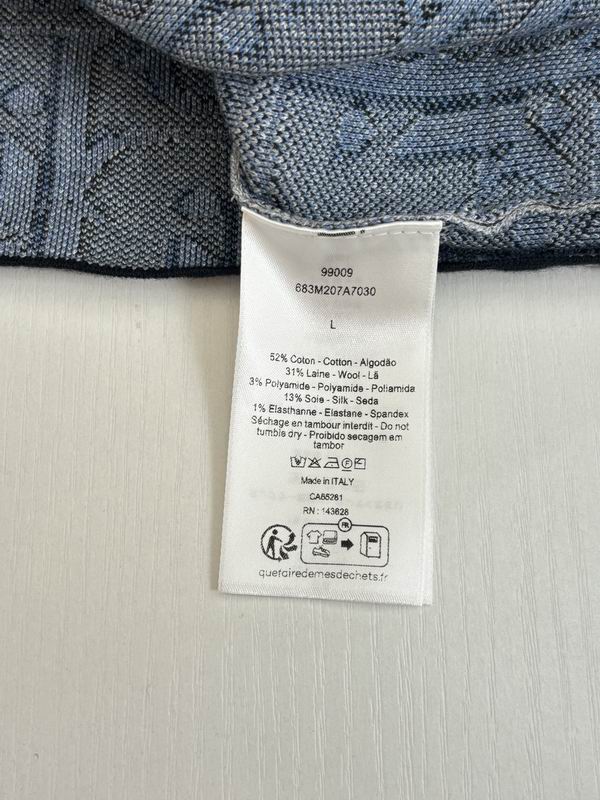 99009
683M207A7030
L
52% Coton - Cotton - Algodão
31% Laine - Wool - Lã
3% Polyamide - Polyamide - Poliamida
13% Soie - Silk - Seda
1% Elasthanne - Elastane - Spandex
Séchage en tambour interdit - Do not
tumble dry - Proibido secagem em
tambor
Made in ITALY
CA65281
RN : 143628
FR
quefairedemesdechets.fr